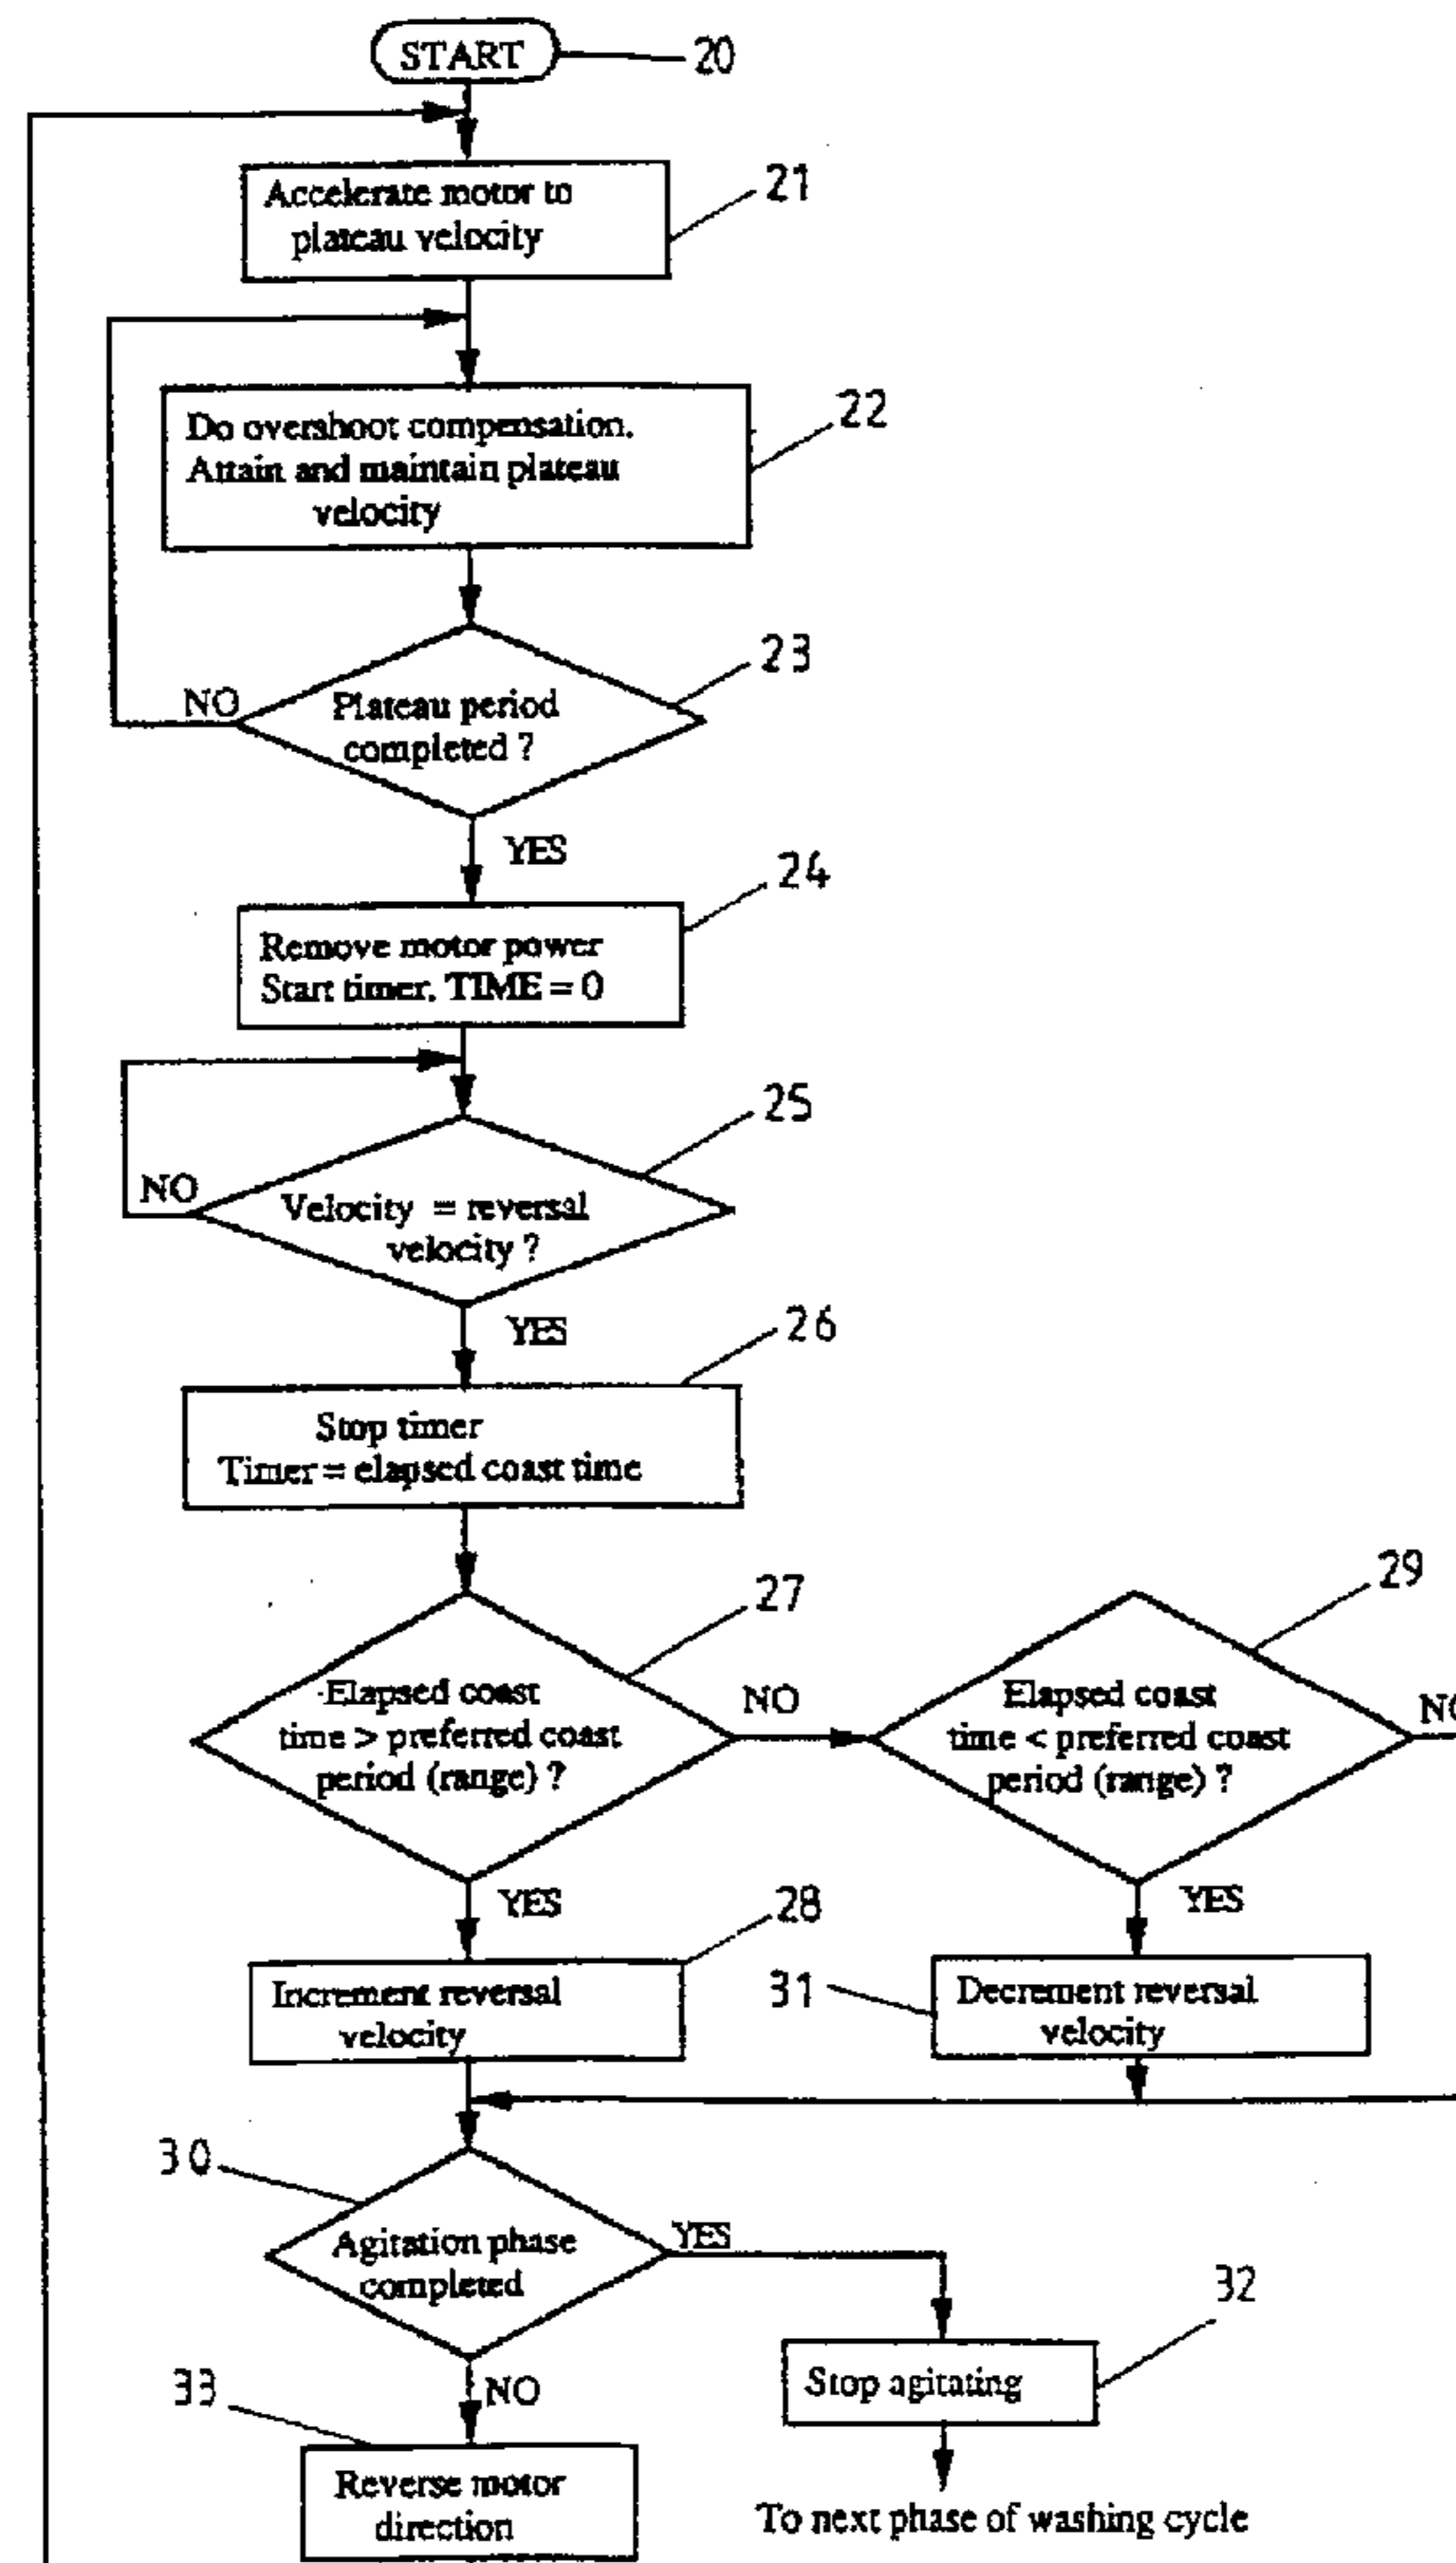 START
20
Accelerate motor to
plateau velocity
21
Do overshoot compensation.
Attain and maintain plateau
velocity
22
Plateau period
completed ?
23
NO
YES
Remove motor power
Start timer. TIME = 0
24
Velocity = reversal
velocity ?
25
NO
YES
Stop timer
Timer = elapsed coast time
26
Elapsed coast
time > preferred coast
period (range) ?
27
NO
Elapsed coast
time < preferred coast
period (range) ?
29
NO
YES
Increment reversal
velocity
28
YES
Decrement reversal
velocity
31
Agitation phase
completed
30
YES
Stop agitating
32
NO
Reverse motor
direction
33
To next phase of washing cycle